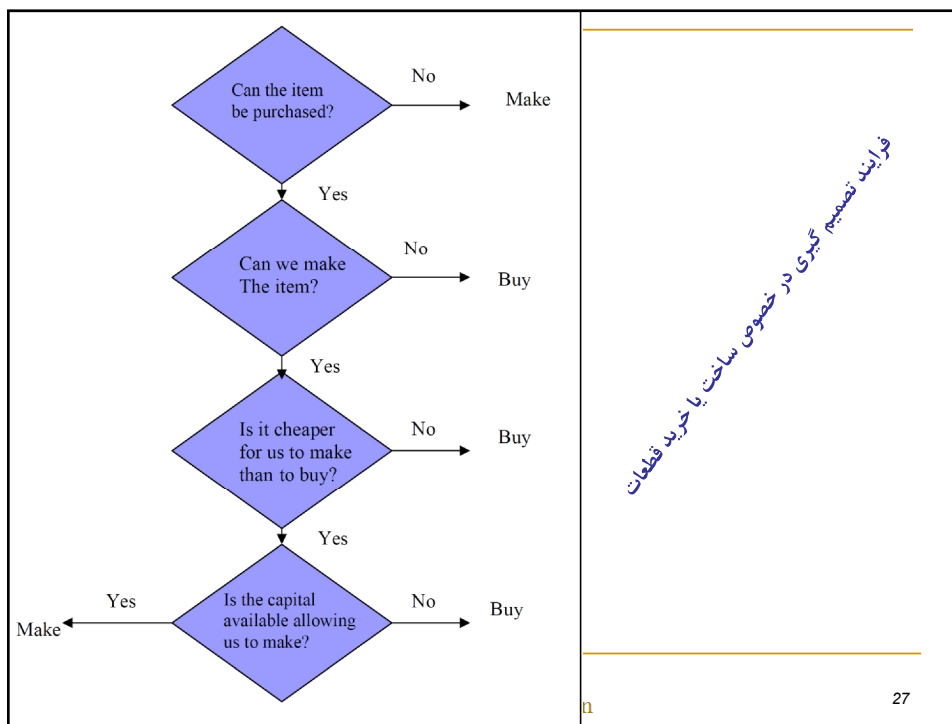 Can the item
be purchased?
No
Make
Yes
Can we make
The item?
No
Buy
Yes
Is it cheaper
for us to make
than to buy?
No
Buy
Yes
Is the capital
available allowing
us to make?
Yes
Make
No
Buy
فرایند تصمیم گیری در خصوص ساخت یا خرید قطعات
n
27